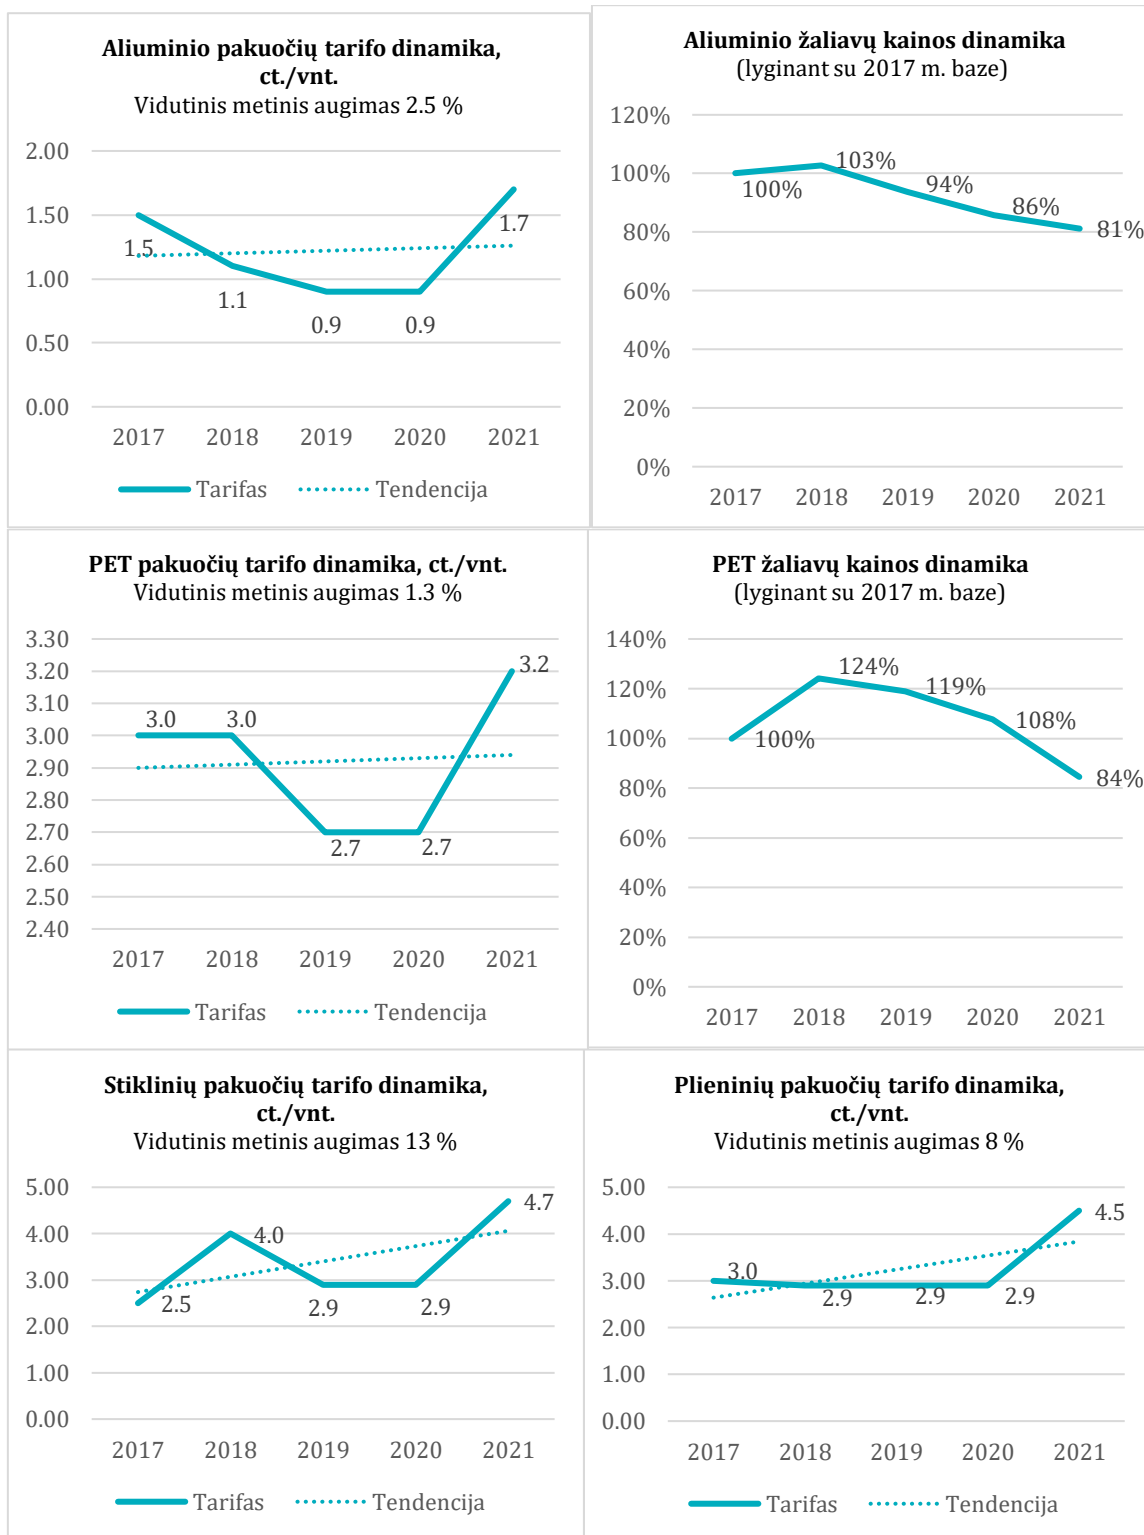 Aliuminio pakuočių tarifo dinamika,
ct./vnt.
Vidutinis metinis augimas 2.5 %
2.00
1.50
1.00
0.50
0.00
1.5
1.1
0.9
0.9
1.7
2017 2018 2019 2020 2021
Tarifas Tendencija
Aliuminio žaliavų kainos dinamika
(lyginant su 2017 m. baze)
120%
100%
80%
60%
40%
20%
0%
100%
103%
94%
86%
81%
2017 2018 2019 2020 2021
PET pakuočių tarifo dinamika, ct./vnt.
Vidutinis metinis augimas 1.3 %
3.30
3.20
3.10
3.00
2.90
2.80
2.70
2.60
2.50
2.40
3.0
3.0
2.7
2.7
3.2
2017 2018 2019 2020 2021
Tarifas Tendencija
PET žaliavų kainos dinamika
(lyginant su 2017 m. baze)
140%
120%
100%
80%
60%
40%
20%
0%
100%
124%
119%
108%
84%
2017 2018 2019 2020 2021
Stiklinių pakuočių tarifo dinamika,
ct./vnt.
Vidutinis metinis augimas 13 %
5.00
4.00
3.00
2.00
1.00
0.00
2.5
4.0
2.9
2.9
4.7
2017 2018 2019 2020 2021
Tarifas Tendencija
Plieninių pakuočių tarifo dinamika,
ct./vnt.
Vidutinis metinis augimas 8 %
5.00
4.00
3.00
2.00
1.00
0.00
3.0
2.9
2.9
2.9
4.5
2017 2018 2019 2020 2021
Tarifas Tendencija